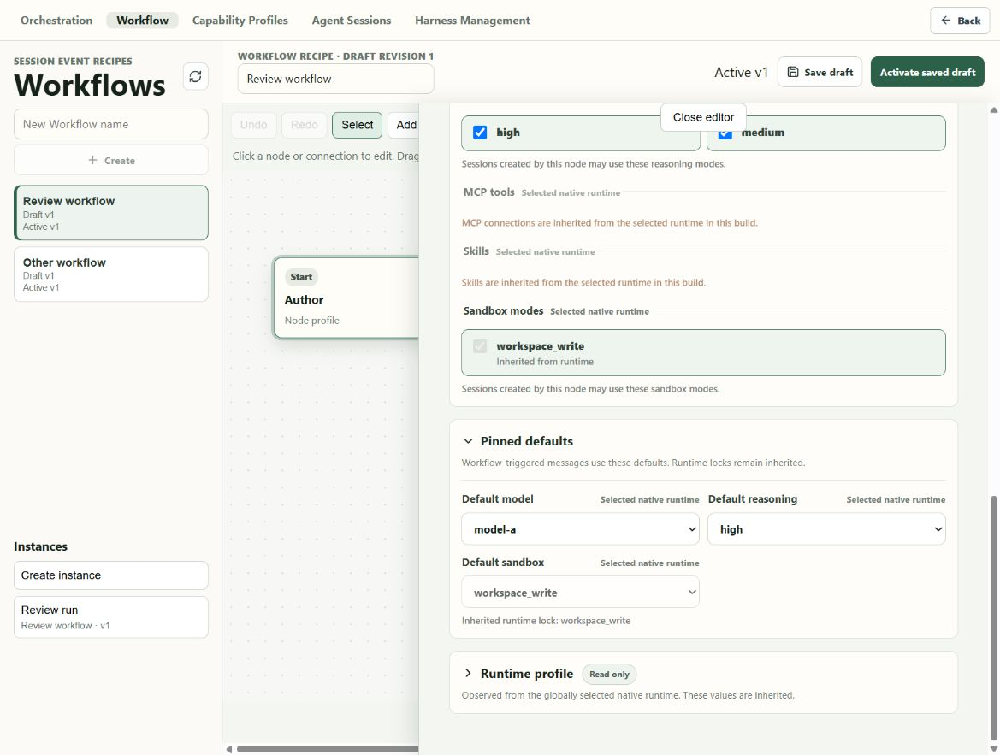 Orchestration
Workflow
Capability Profiles
Agent Sessions
Harness Management
Back
SESSION EVENT RECIPES
Workflows
New Workflow name
Create
Review workflow
Draft v1
Active v1
Other workflow
Draft v1
Active v1
Instances
Create instance
Review run
Review workflow · v1
WORKFLOW RECIPE · DRAFT REVISION 1
Review workflow
Active v1
Save draft
Activate saved draft
Undo
Redo
Select
Add
Click a node or connection to edit. Drag
Start
Author
Node profile
Close editor
high
medium
Sessions created by this node may use these reasoning modes.
MCP tools Selected native runtime
MCP connections are inherited from the selected runtime in this build.
Skills Selected native runtime
Skills are inherited from the selected runtime in this build.
Sandbox modes Selected native runtime
workspace_write
Inherited from runtime
Sessions created by this node may use these sandbox modes.
Pinned defaults
Workflow-triggered messages use these defaults. Runtime locks remain inherited.
Default model Selected native runtime
model-a
Default reasoning Selected native runtime
high
Default sandbox Selected native runtime
workspace_write
Inherited runtime lock: workspace_write
Runtime profile Read only
Observed from the globally selected native runtime. These values are inherited.